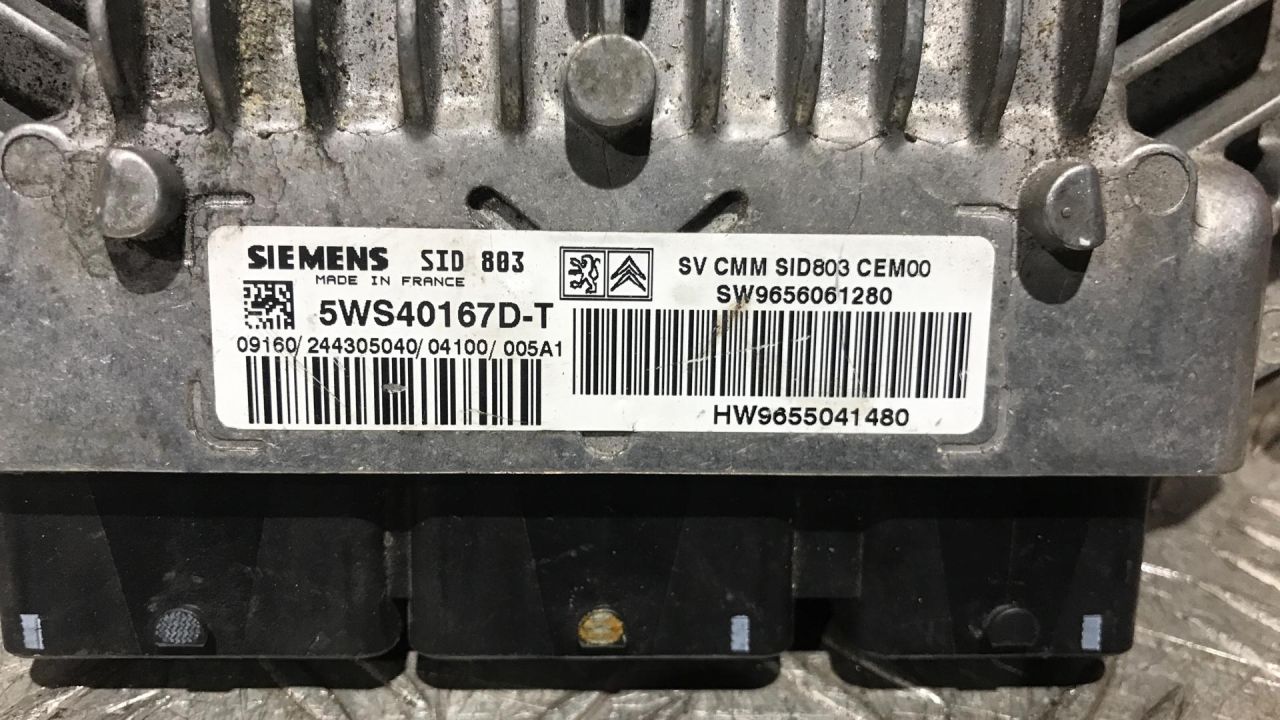 SIEMENS SID 803
MADE IN FRANCE
5WS40167D-T
09160/244305040/04100/005A1
SV CMM SID803 CEM00
SW9656061280
HW9655041480